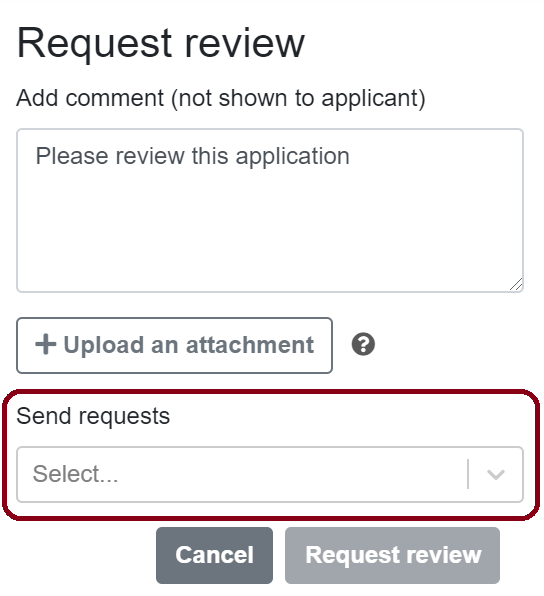 Request review
Add comment (not shown to applicant)
Please review this application
Upload an attachment
Send requests
Select...
Cancel
Request review